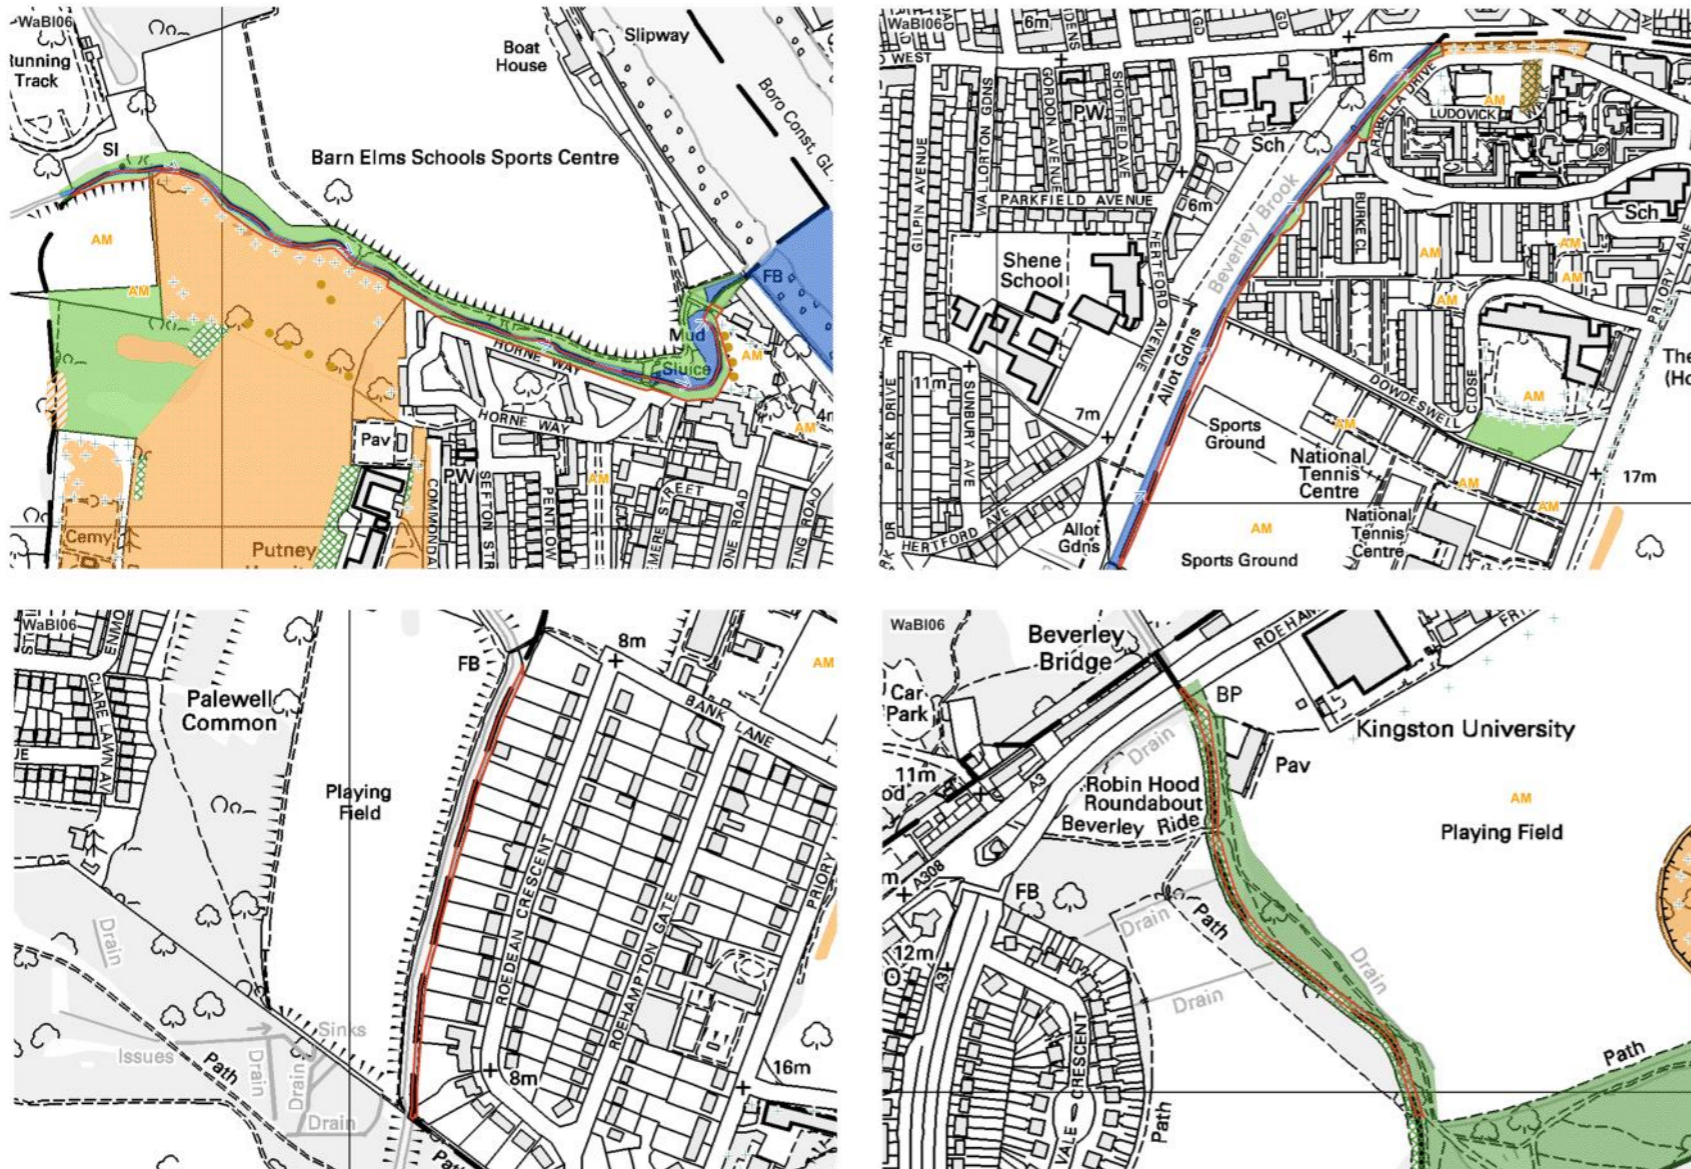 WaBI06
Running
Track
SI
Boat
House
Slipway
Boro Const, GL
Barn Elms Schools Sports Centre
AM
AM
FB
Mud
Sluice
AM
HORNE WAY
HORNE WAY
AM
Pav
PW
AM
SEFTON STR
PENTLOW
STREET
Cemy
Putney
WaBI06
6m
WEST
GILPIN AVENUE
WALLORTON GDNS
GORDON AVENUE
SHOTFIELD AVE
PW
PARKFIELD AVENUE
6m
6m
Sch
ARABELLA DRIVE
AM
LUDOVICK
WALK
Beverley Brook
BURKE CL
Sch
PRIORY LANE
AM
AM
AM
AM
Shene
School
HERTFORD AVENUE
Allot Gdns
CLOSE
DOWDESWELL
AM
AM
PARK DRIVE
11m
SUNBURY AVE
7m
Sports
Ground
National
Tennis
Centre
AM
AM
17m
HERTFORD AVE
Allot
Gdns
AM
Sports Ground
National
Tennis
Centre
WaBI06
CLARE LAWN AV
Palewell
Common
FB
8m
AM
BANK LANE
Playing
Field
ROEDEAN CRESCENT
ROEHAMPTON GATE
PRIORY
Drain
Issues
Sinks
Path
Drain
Drain
Drain
8m
16m
WaBI06
Beverley
Bridge
Car
Park
BP
Drain
Kingston University
Pav
11m
A3
Robin Hood
Roundabout
Beverley Ride
AM
Playing Field
A308
FB
Drain
Path
Drain
Drain
12m
A3
VALE CRESCENT
Path
Path